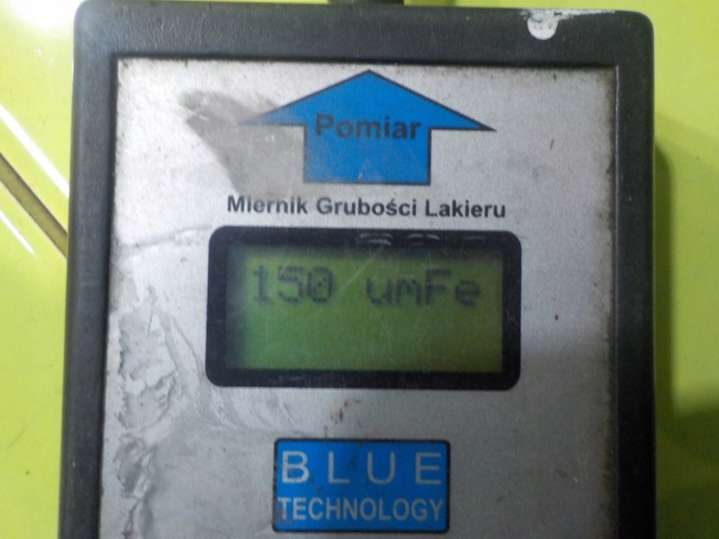 Pomiar
Miernik Grubości Lakieru
150 umFe
BLUE
TECHNOLOGY